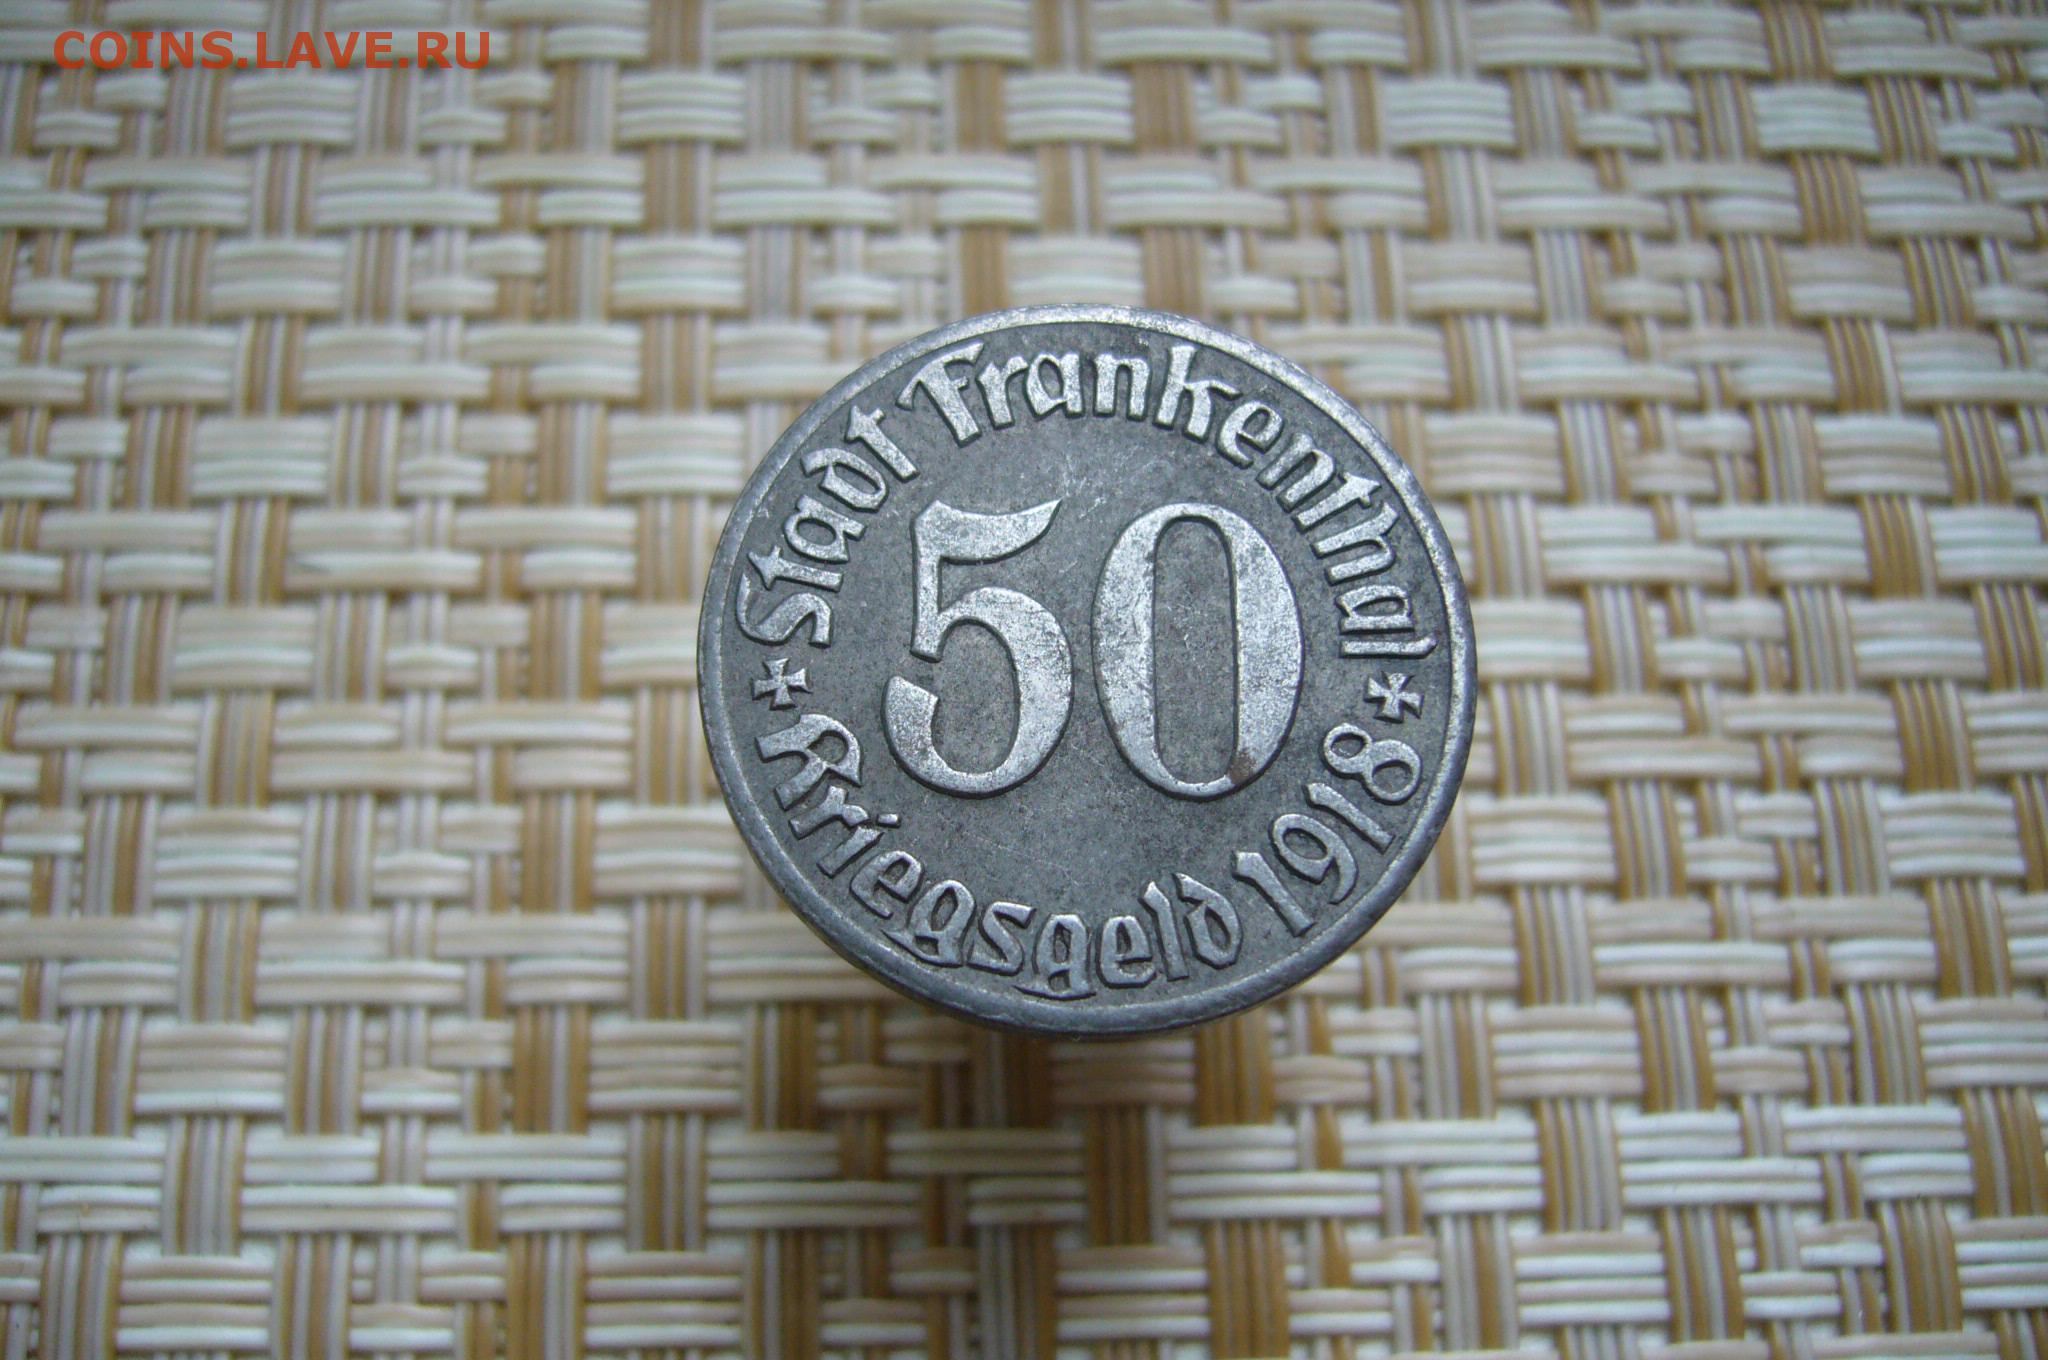 COINS.LAVE.RU
Stadt Frankenthal
50
Kriegsgeld 1918